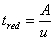 t_red = A/u